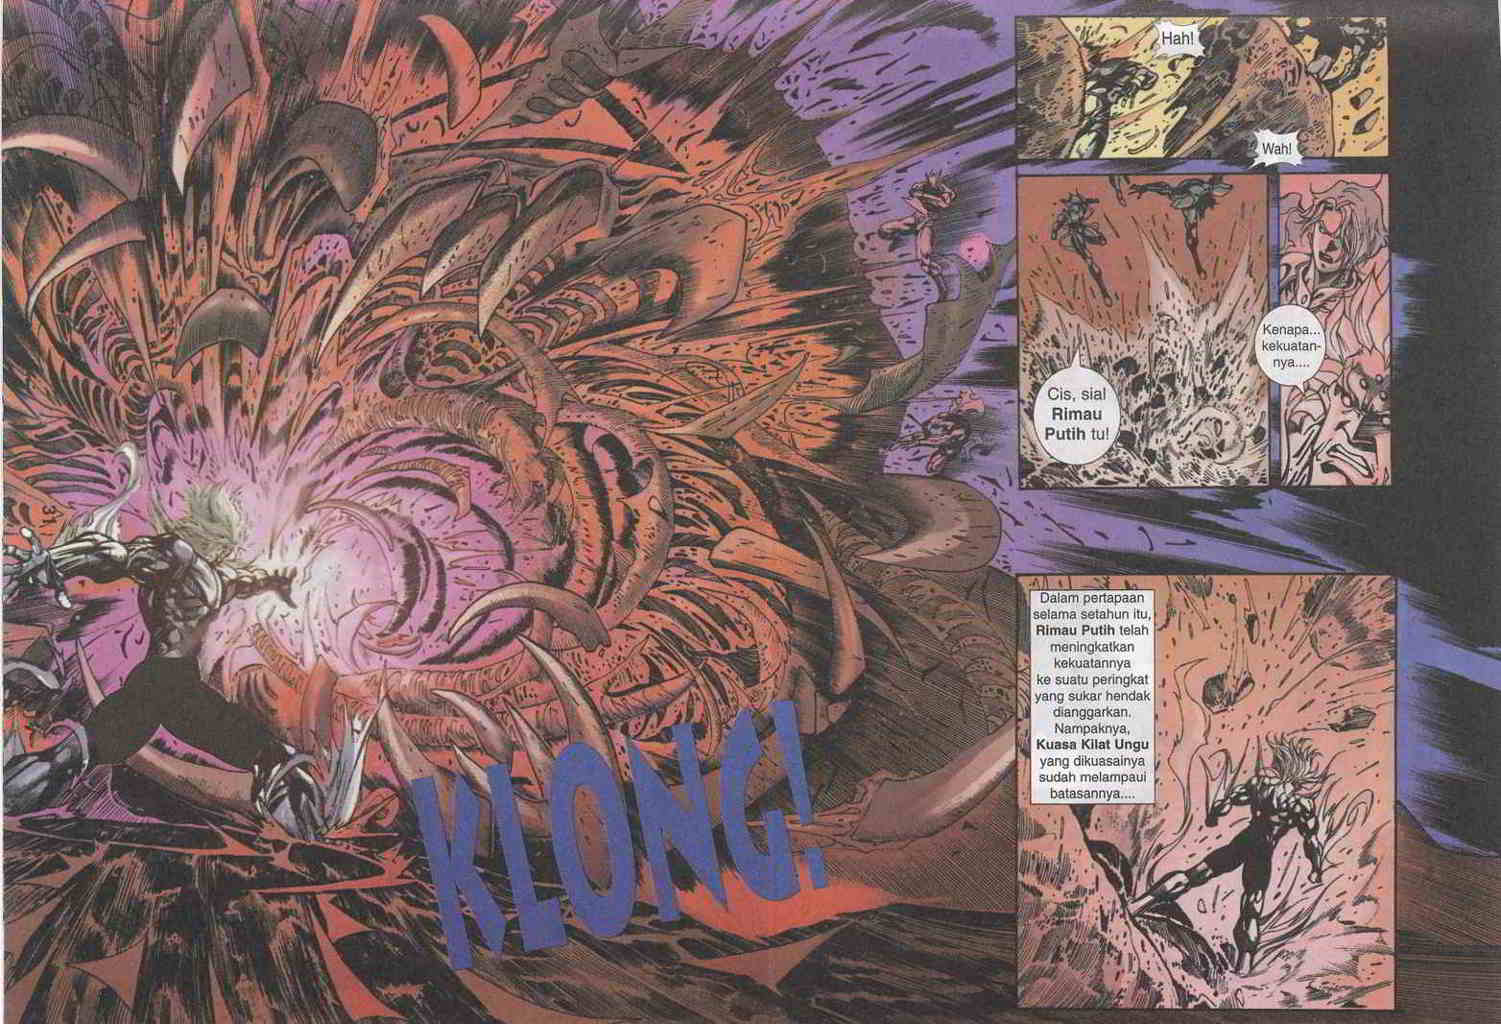 KLONG!
Hah!
Wah!
Cis, sial
Rimau
Putih tu!
Kenapa...
kekuatan-
nya....
Dalam pertapaan
selama setahun itu,
Rimau Putih telah
meningkatkan
kekuatannya
ke suatu peringkat
yang sukar hendak
dianggarkan.
Nampaknya,
Kuasa Kilat Ungu
yang dikuasainya
sudah melampaui
batasannya....
31